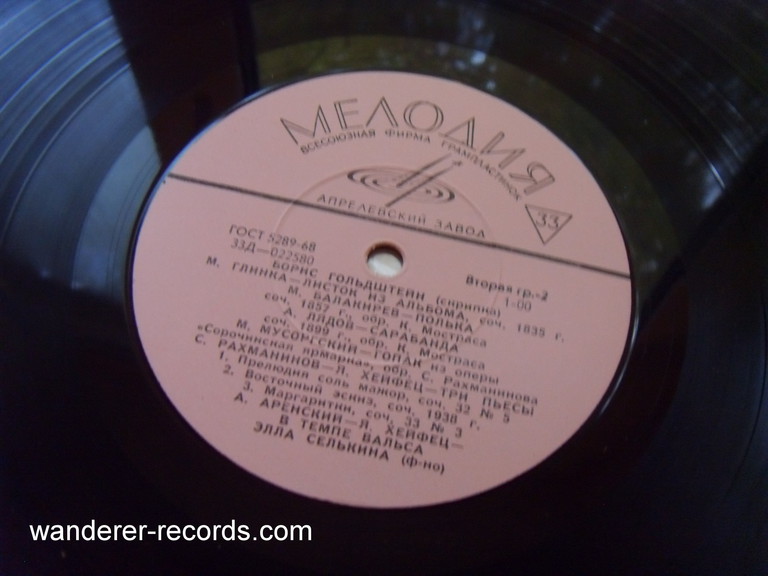 МЕЛОДИЯ
ВСЕСОЮЗНАЯ ФИРМА ГРАМПЛАСТИНОК
33
АПРЕЛЕВСКИЙ ЗАВОД
ГОСТ 5289-68
33Д—022580
Вторая гр.-2
1-00
БОРИС ГОЛЬДШТЕЙН (скрипка)
М. ГЛИНКА—ЛИСТОК ИЗ АЛЬБОМА, соч. 1835 г.
М. БАЛАКИРЕВ—ПОЛЬКА
соч. 1857 г., обр. К. Мостраса
А. ЛЯДОВ—САРАБАНДА
соч. 1899 г., обр. К. Мостраса
М. МУСОРГСКИЙ—ГОПАК из оперы
«Сорочинская ярмарка», обр. С. Рахманинова
С. РАХМАНИНОВ—Л. ХЕЙФЕЦ—ТРИ ПЬЕСЫ
1. Прелюдия соль мажор, соч. 32 № 5
2. Восточный эскиз, соч. 1938 г.
3. Маргаритки, соч. 33 № 3
А. АРЕНСКИЙ—Л. ХЕЙФЕЦ—
В ТЕМПЕ ВАЛЬСА
ЭЛЛА СЕЛЬКИНА (ф-но)
wanderer-records.com